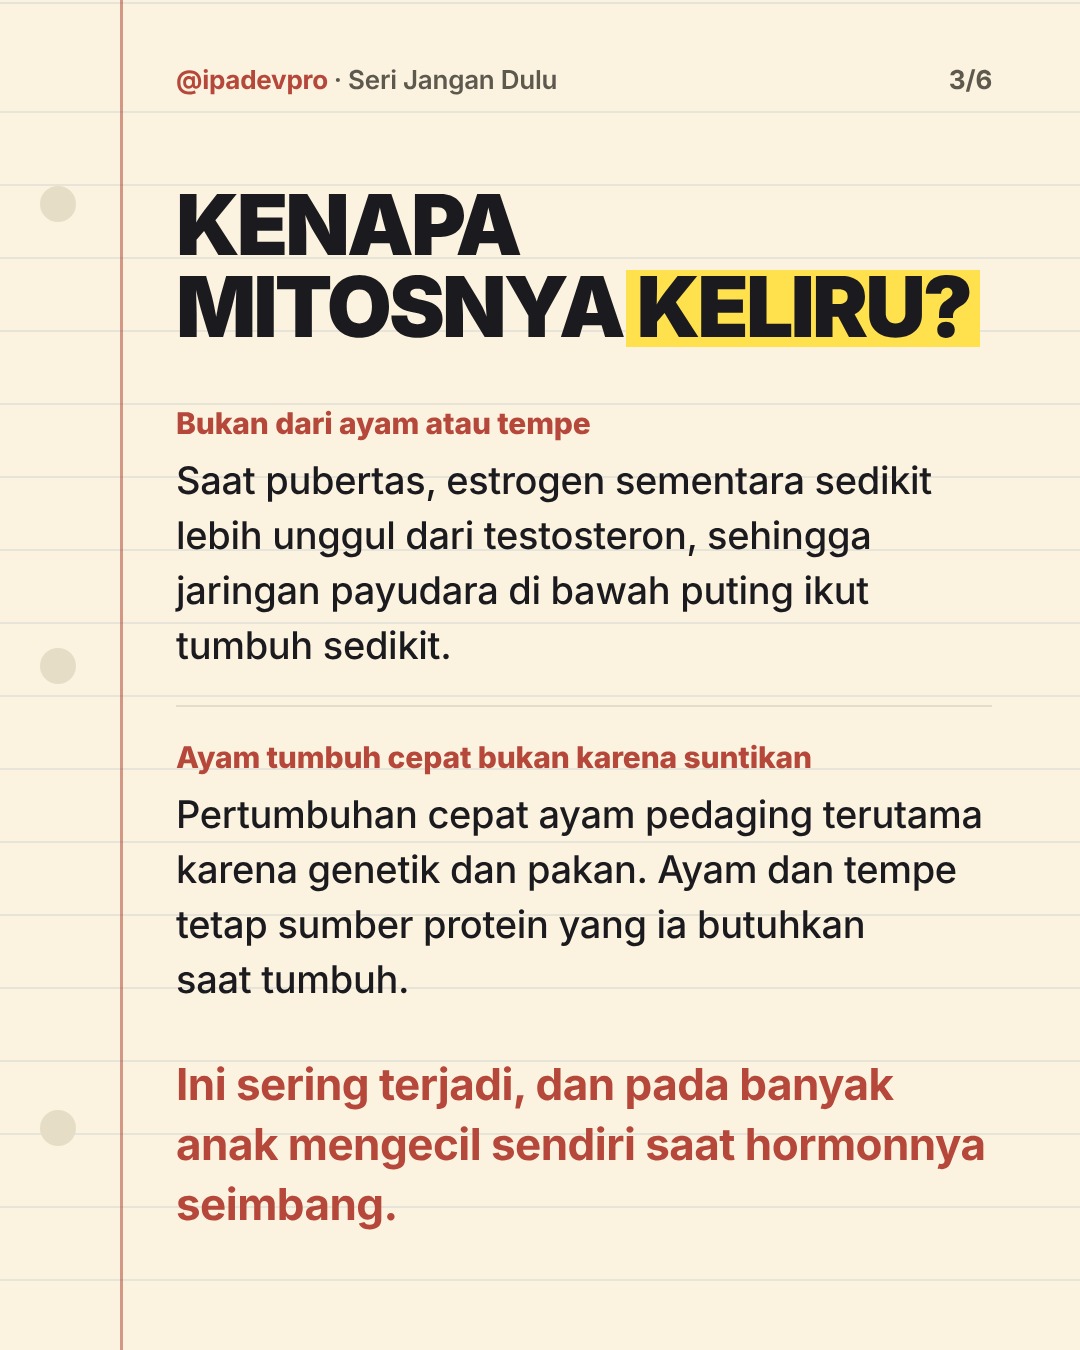 @ipadevpro · Seri Jangan Dulu
3/6
KENAPA
MITOSNYA KELIRU?
Bukan dari ayam atau tempe
Saat pubertas, estrogen sementara sedikit
lebih unggul dari testosteron, sehingga
jaringan payudara di bawah puting ikut
tumbuh sedikit.
Ayam tumbuh cepat bukan karena suntikan
Pertumbuhan cepat ayam pedaging terutama
karena genetik dan pakan. Ayam dan tempe
tetap sumber protein yang ia butuhkan
saat tumbuh.
Ini sering terjadi, dan pada banyak
anak mengecil sendiri saat hormonnya
seimbang.